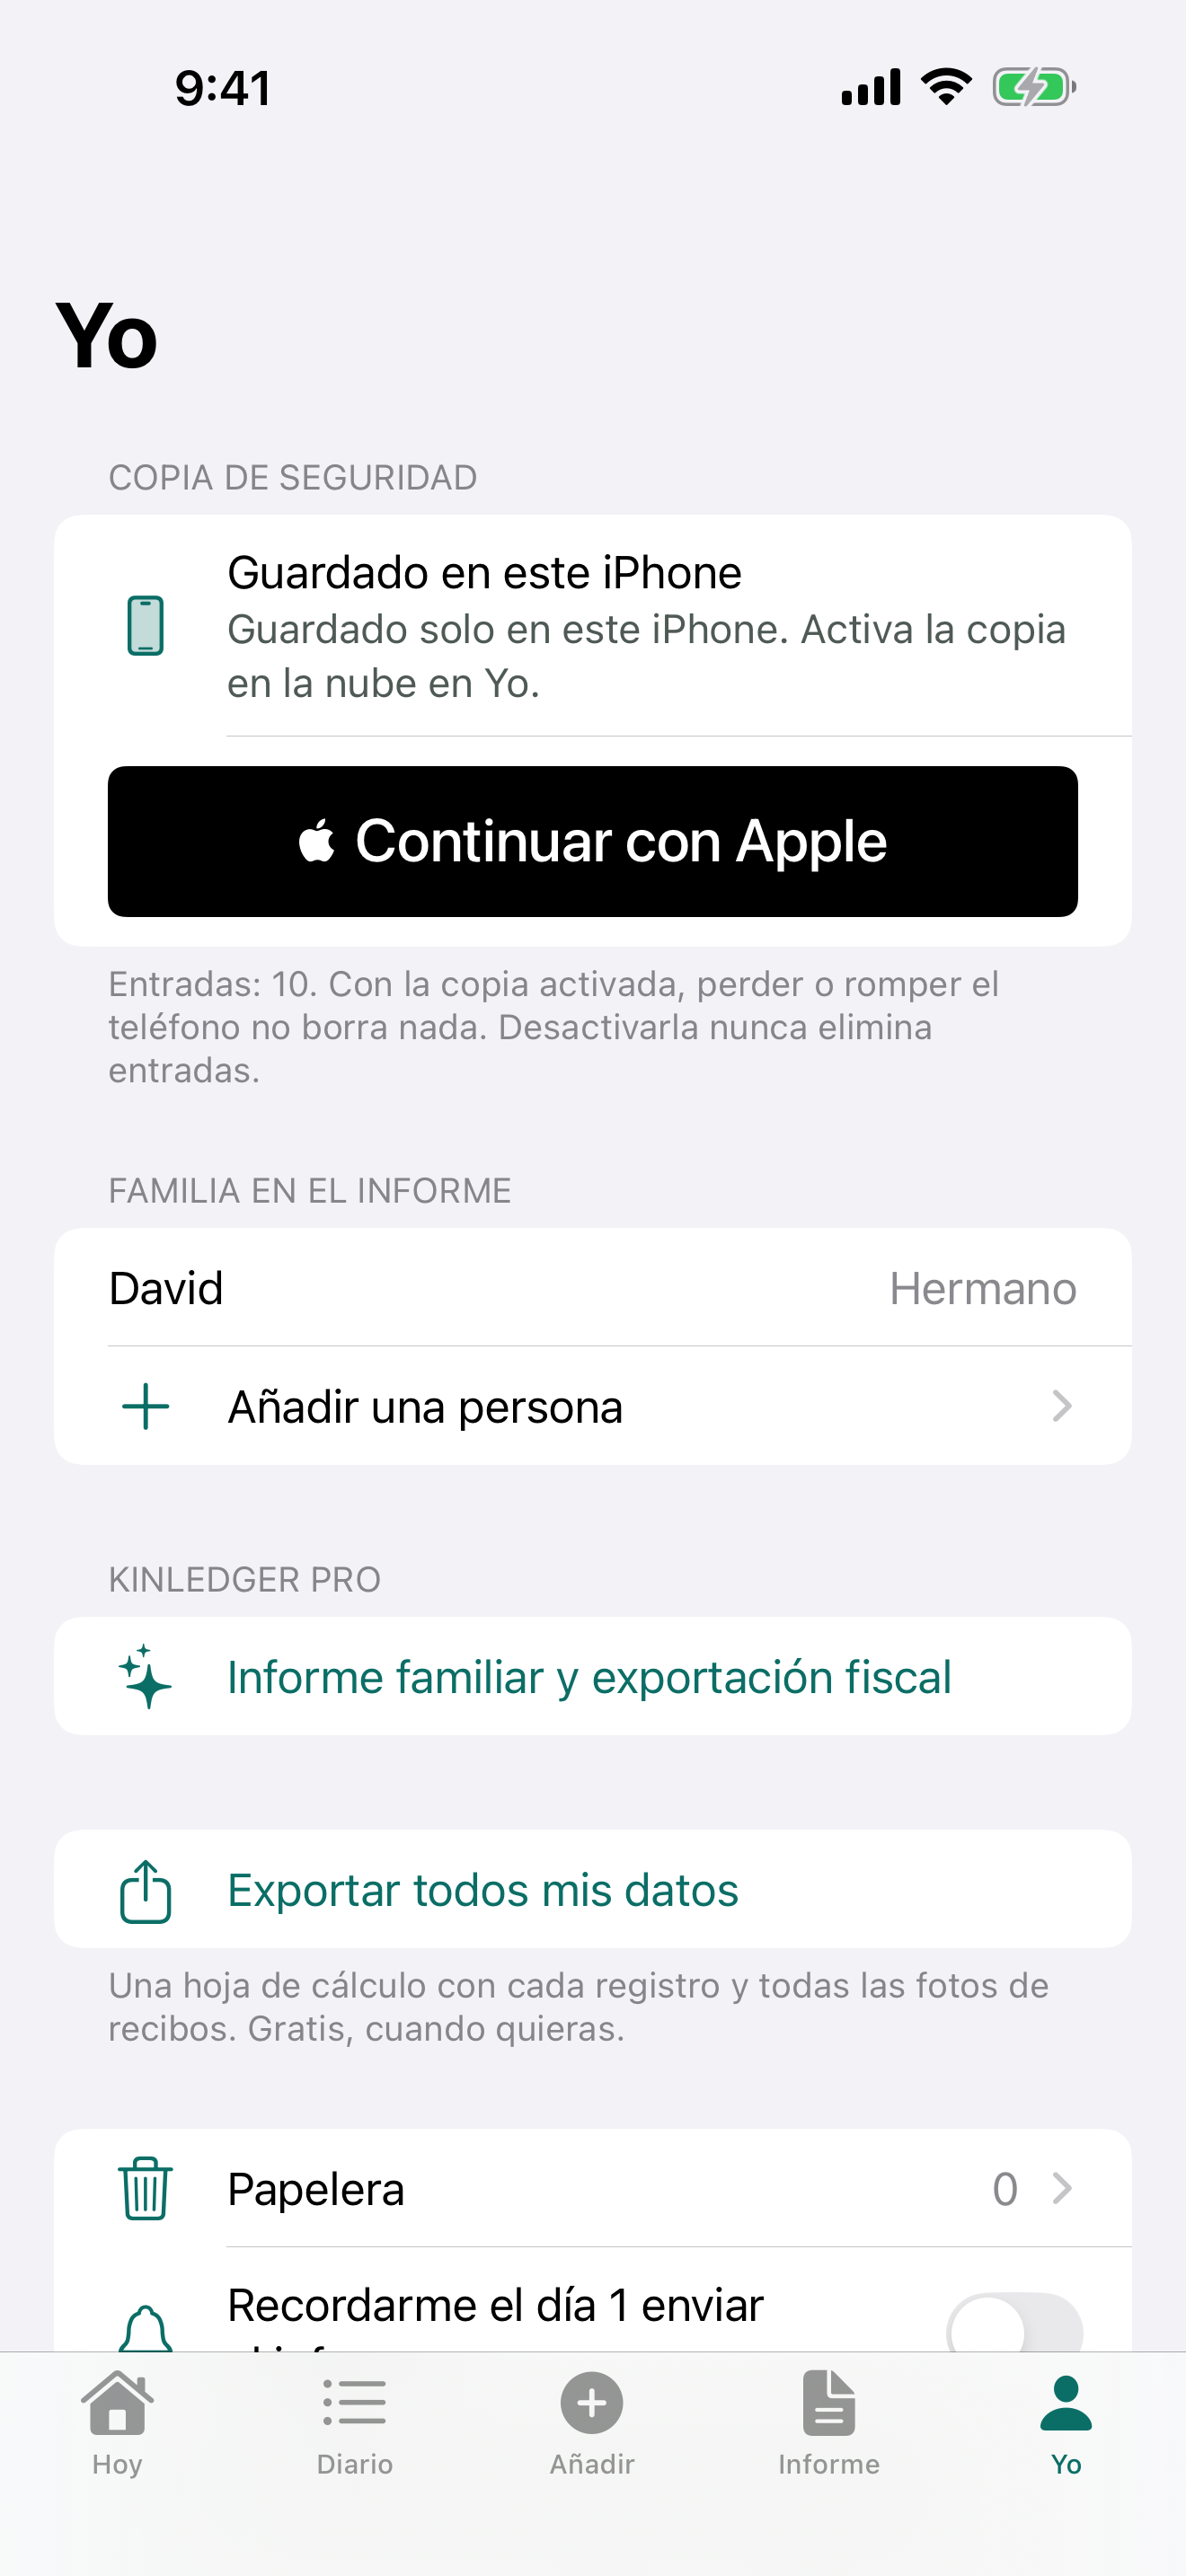 9:41
Yo
COPIA DE SEGURIDAD
Guardado en este iPhone
Guardado solo en este iPhone. Activa la copia
en la nube en Yo.
Continuar con Apple
Entradas: 10. Con la copia activada, perder o romper el
teléfono no borra nada. Desactivarla nunca elimina
entradas.
FAMILIA EN EL INFORME
David
Hermano
Añadir una persona
KINLEDGER PRO
Informe familiar y exportación fiscal
Exportar todos mis datos
Una hoja de cálculo con cada registro y todas las fotos de
recibos. Gratis, cuando quieras.
Papelera
0
Recordarme el día 1 enviar
Hoy
Diario
Añadir
Informe
Yo